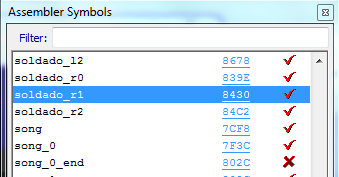 Assembler Symbols
Filter:
soldado_l2 8678
soldado_r0 839E
soldado_r1 8430
soldado_r2 84C2
song 7CF8
song_0 7F3C
song_0_end 802C